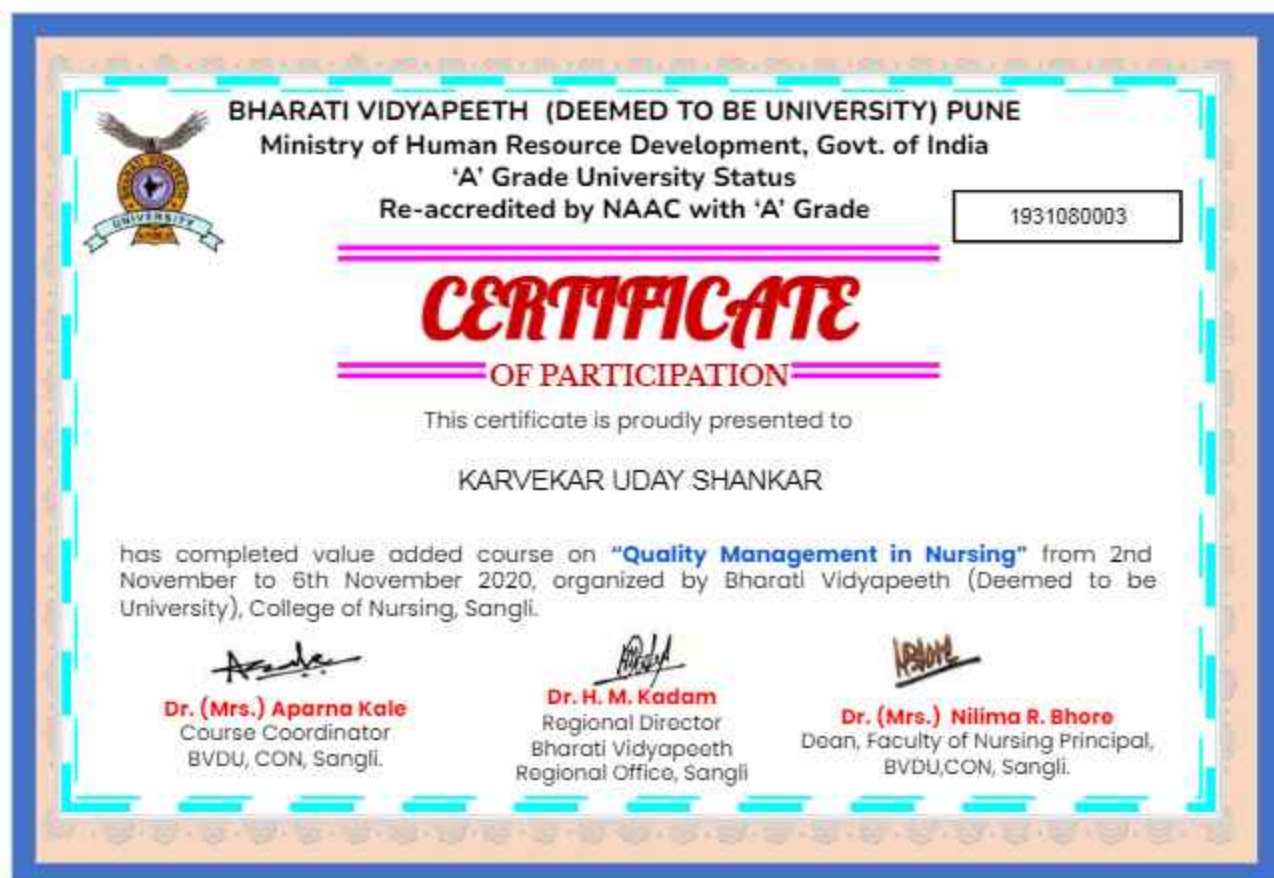 BHARATI VIDYAPEETH (DEEMED TO BE UNIVERSITY) PUNE
Ministry of Human Resource Development, Govt. of India
‘A’ Grade University Status
Re-accredited by NAAC with ‘A’ Grade
1931080003
BHARATI VIDYAPEETH
UNIVERSITY
CERTIFICATE
OF PARTICIPATION
This certificate is proudly presented to
KARVEKAR UDAY SHANKAR
has completed value added course on “Quality Management in Nursing” from 2nd
November to 6th November 2020, organized by Bharati Vidyapeeth (Deemed to be
University), College of Nursing, Sangli.
Dr. (Mrs.) Aparna Kale
Course Coordinator
BVDU, CON, Sangli.
Dr. H. M. Kadam
Regional Director
Bharati Vidyapeeth
Regional Office, Sangli
Dr. (Mrs.) Nilima R. Bhore
Dean, Faculty of Nursing Principal,
BVDU,CON, Sangli.